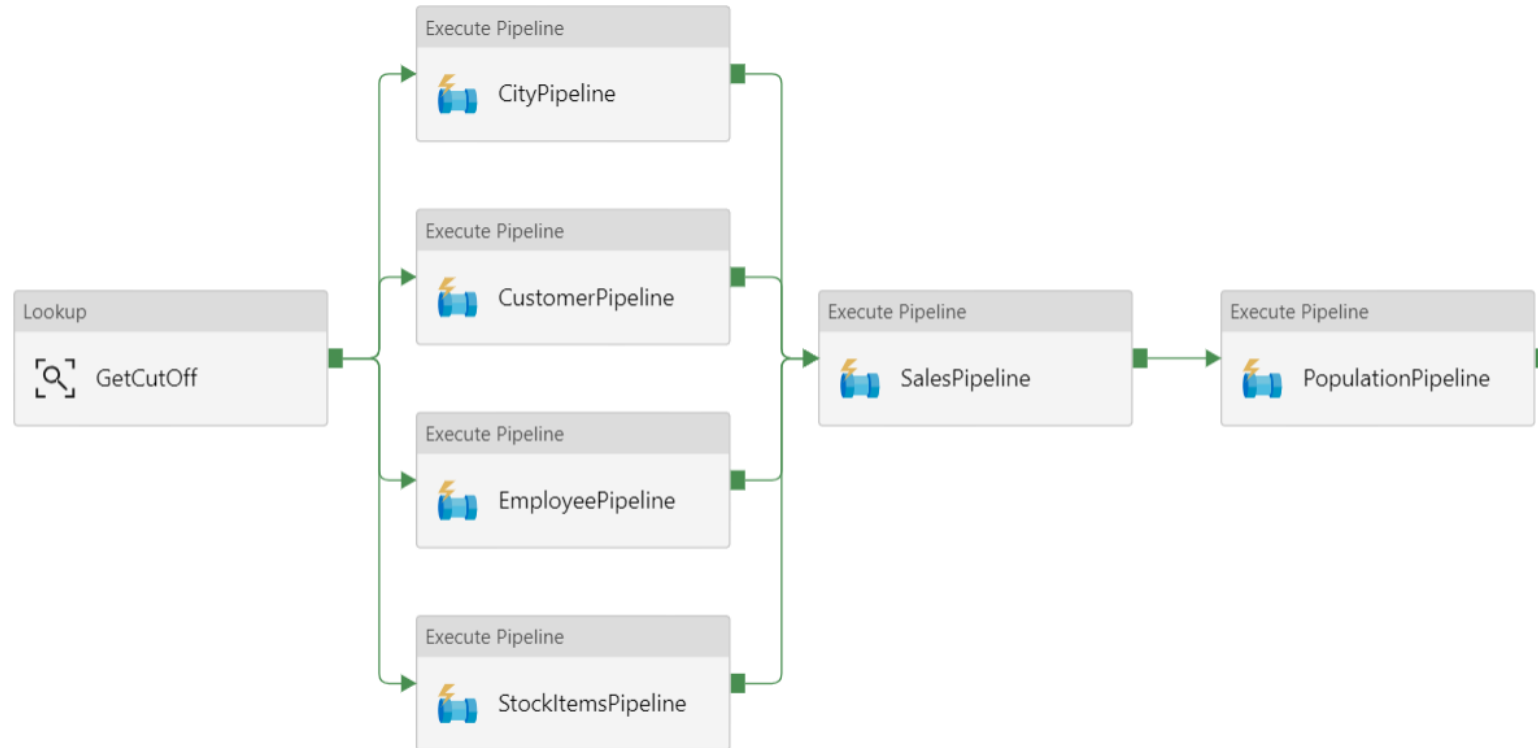 Execute Pipeline
CityPipeline
Execute Pipeline
CustomerPipeline
Lookup
GetCutOff
Execute Pipeline
SalesPipeline
Execute Pipeline
PopulationPipeline
Execute Pipeline
EmployeePipeline
Execute Pipeline
StockItemsPipeline